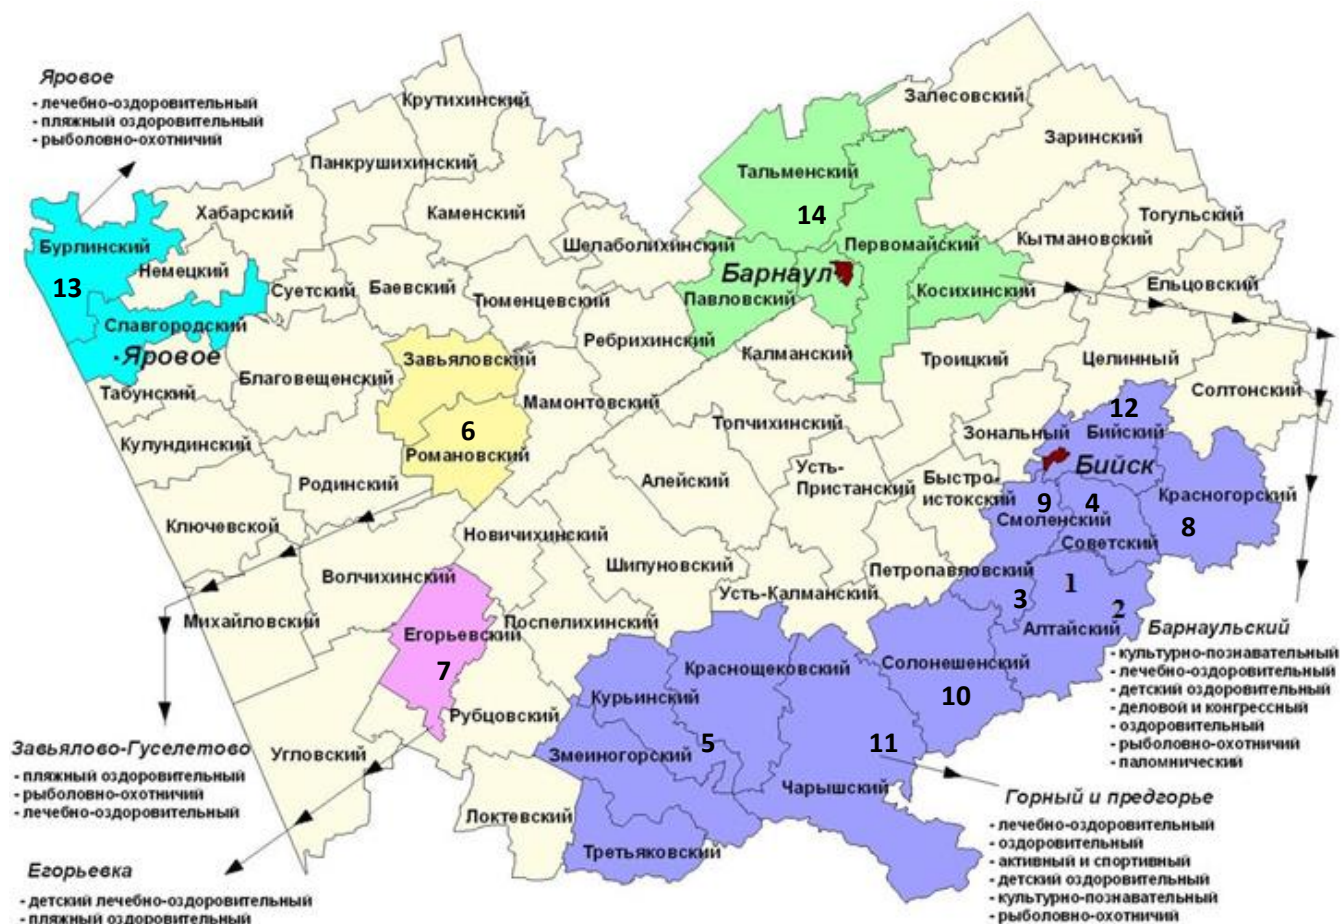 Яровое
- лечебно-оздоровительный
- пляжный оздоровительный
- рыболовно-охотничий
Крутихинский
Залесовский
Заринский
Панкрушихинский
Тальменский
Хабарский
Каменский
14
Тогульский
Бурлинский
Шелаболихинский
Первомайский
Кытмановский
Немецкий
13
Суетский
Баевский
Тюменцевский
Барнаул
Павловский
Косихинский
Ельцовский
Славгородский
Яровое
Завьяловский
Ребрихинский
Калманский
Троицкий
Целинный
Табунский
Благовещенский
Мамонтовский
Солтонский
12
Кулундинский
6
Романовский
Топчихинский
Зональный
Бийский
Бийск
Родинский
Алейский
Усть-
Пристанский
Быстро-
истокский
9
4
Красногорский
8
Ключевской
Новичихинский
Смоленский
Советский
Волчихинский
Шипуновский
Петропавловский
1
Михайловский
Усть-Калманский
3
2
Егорьевский
Поспелихинский
Алтайский
7
Краснощековский
Солонешенский
10
Курьинский
Рубцовский
Угловский
Змеиногорский
5
11
Чарышский
Локтевский
Третьяковский
Барнаульский
- культурно-познавательный
- лечебно-оздоровительный
- детский оздоровительный
- деловой и конгрессный
- оздоровительный
- рыболовно-охотничий
- паломнический
Завьялово-Гуселетово
- пляжный оздоровительный
- рыболовно-охотничий
- лечебно-оздоровительный
Горный и предгорье
- лечебно-оздоровительный
- оздоровительный
- активный и спортивный
- детский оздоровительный
- культурно-познавательный
- рыболовно-охотничий
Егорьевка
- детский лечебно-оздоровительный
- пляжный оздоровительный